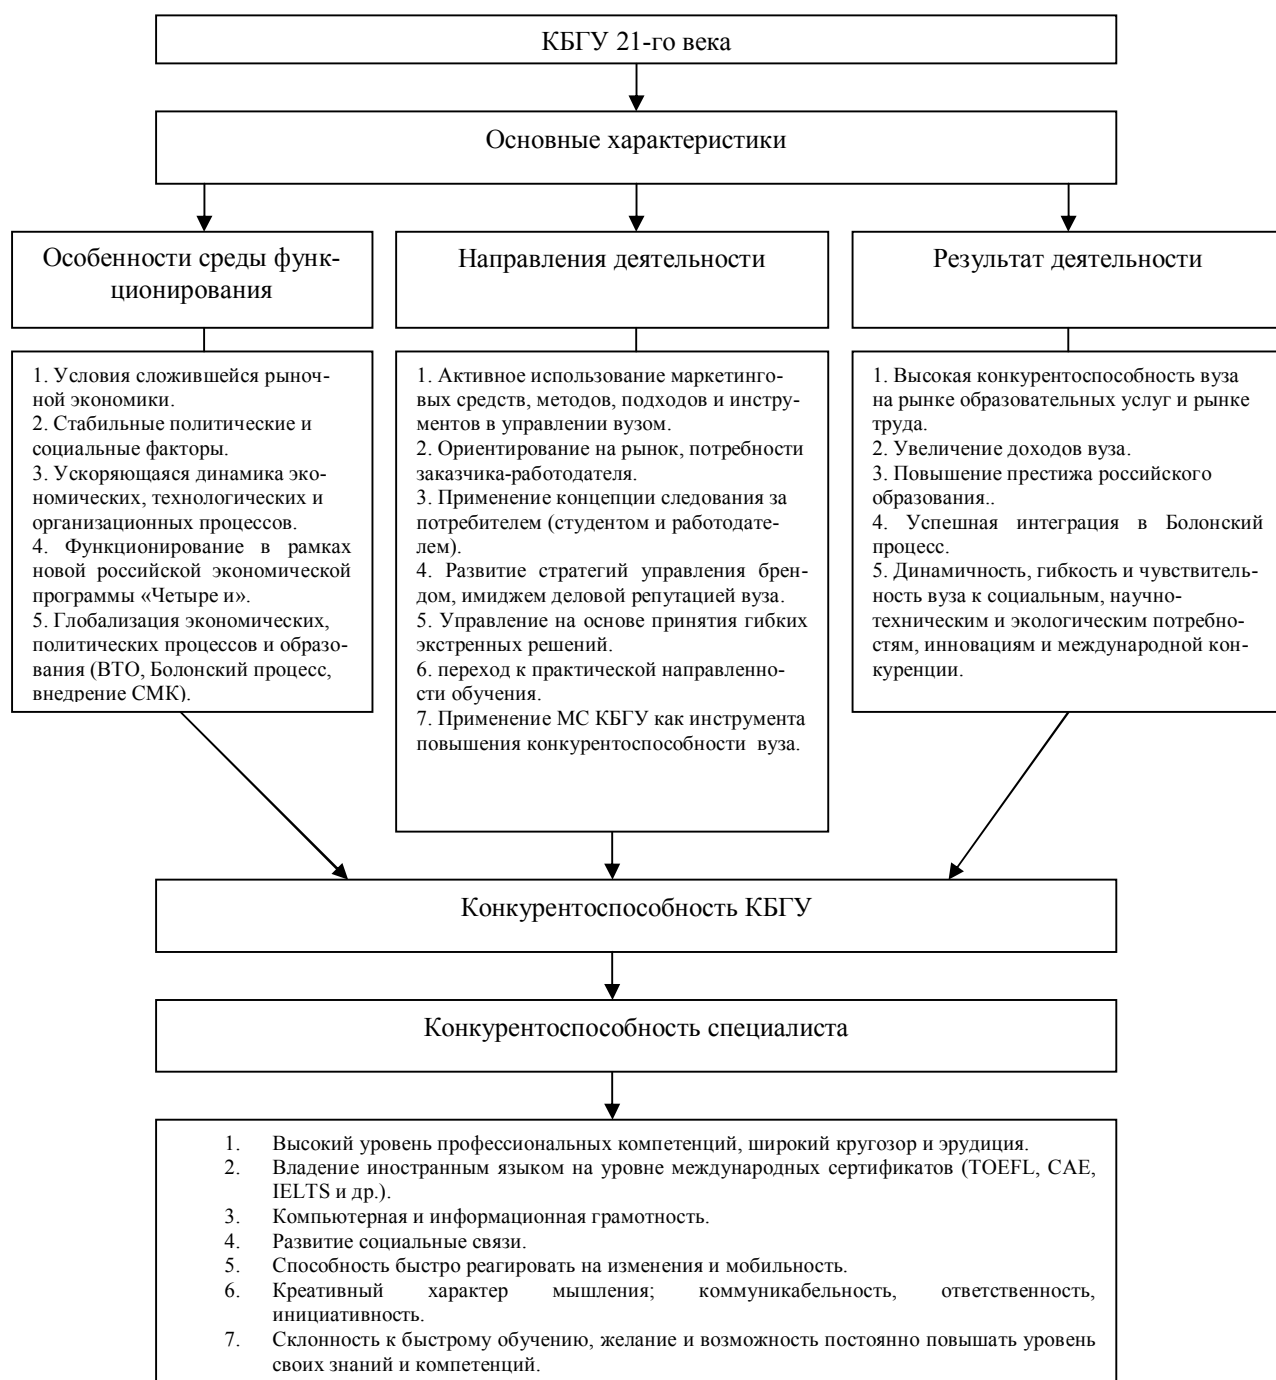 КБГУ 21-го века
Основные характеристики
Особенности среды функ-
ционирования
Направления деятельности
Результат деятельности
1. Условия сложившейся рыноч-
ной экономики.
2. Стабильные политические и
социальные факторы.
3. Ускоряющаяся динамика эко-
номических, технологических и
организационных процессов.
4. Функционирование в рамках
новой российской экономической
программы «Четыре и».
5. Глобализация экономических,
политических процессов и образо-
вания (ВТО, Болонский процесс,
внедрение СМК).
1. Активное использование маркетинго-
вых средств, методов, подходов и инстру-
ментов в управлении вузом.
2. Ориентирование на рынок, потребности
заказчика-работодателя.
3. Применение концепции следования за
потребителем (студентом и работодате-
лем).
4. Развитие стратегий управления брен-
дом, имиджем деловой репутацией вуза.
5. Управление на основе принятия гибких
экстренных решений.
6. переход к практической направленно-
сти обучения.
7. Применение МС КБГУ как инструмента
повышения конкурентоспособности вуза.
1. Высокая конкурентоспособность вуза
на рынке образовательных услуг и рынке
труда.
2. Увеличение доходов вуза.
3. Повышение престижа российского
образования..
4. Успешная интеграция в Болонский
процесс.
5. Динамичность, гибкость и чувствитель-
ность вуза к социальным, научно-
техническим и экологическим потребно-
стям, инновациям и международной кон-
куренции.
Конкурентоспособность КБГУ
Конкурентоспособность специалиста
1. Высокий уровень профессиональных компетенций, широкий кругозор и эрудиция.
2. Владение иностранным языком на уровне международных сертификатов (TOEFL, CAE,
IELTS и др.).
3. Компьютерная и информационная грамотность.
4. Развитие социальные связи.
5. Способность быстро реагировать на изменения и мобильность.
6. Креативный характер мышления; коммуникабельность, ответственность,
инициативность.
7. Склонность к быстрому обучению, желание и возможность постоянно повышать уровень
своих знаний и компетенций.